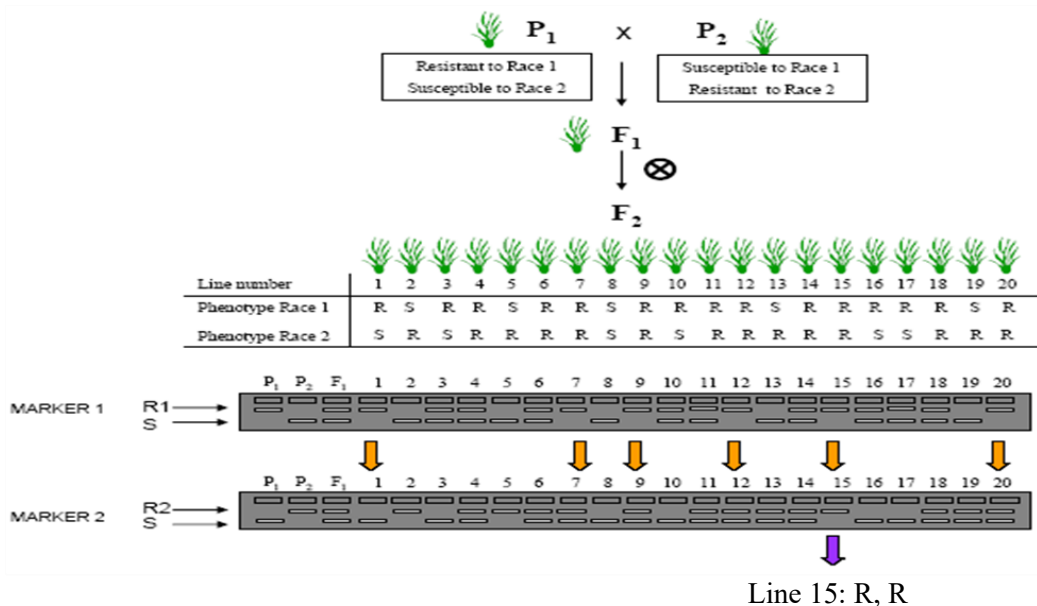 P1 x P2
Resistant to Race 1
Susceptible to Race 2
Susceptible to Race 1
Resistant to Race 2
F1
F2
Line number 1 2 3 4 5 6 7 8 9 10 11 12 13 14 15 16 17 18 19 20
Phenotype Race 1 R S R R S R R S R R R R S R R R R R S R
Phenotype Race 2 S R S R R R R S R S R R R R R S S R R R
P1 P2 F1 1 2 3 4 5 6 7 8 9 10 11 12 13 14 15 16 17 18 19 20
MARKER 1 R1
S
P1 P2 F1 1 2 3 4 5 6 7 8 9 10 11 12 13 14 15 16 17 18 19 20
MARKER 2 R2
S
Line 15: R, R